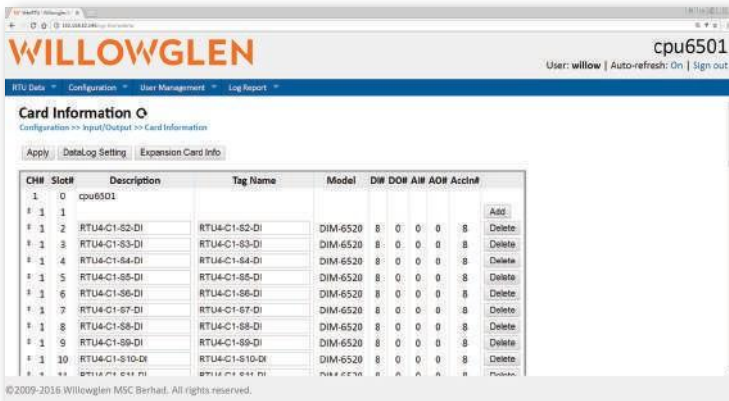 WILLOWGLEN
cpu6501
User: willow | Auto-refresh: On | Sign out
RTU Data Configuration User Management Log Report
Card Information
Configuration >> Input/Output >> Card Information
Apply DataLog Setting Expansion Card Info
CH# Slot# Description Tag Name Model DI# DO# AI# AO# AccIn#
1 0 cpu6501
1 1 Add
1 2 RTU4-C1-S2-DI RTU4-C1-S2-DI DIM-6520 8 0 0 0 8 Delete
1 3 RTU4-C1-S3-DI RTU4-C1-S3-DI DIM-6520 8 0 0 0 8 Delete
1 4 RTU4-C1-S4-DI RTU4-C1-S4-DI DIM-6520 8 0 0 0 8 Delete
1 5 RTU4-C1-S5-DI RTU4-C1-S5-DI DIM-6520 8 0 0 0 8 Delete
1 6 RTU4-C1-S6-DI RTU4-C1-S6-DI DIM-6520 8 0 0 0 8 Delete
1 7 RTU4-C1-S7-DI RTU4-C1-S7-DI DIM-6520 8 0 0 0 8 Delete
1 8 RTU4-C1-S8-DI RTU4-C1-S8-DI DIM-6520 8 0 0 0 8 Delete
1 9 RTU4-C1-S9-DI RTU4-C1-S9-DI DIM-6520 8 0 0 0 8 Delete
1 10 RTU4-C1-S10-DI RTU4-C1-S10-DI DIM-6520 8 0 0 0 8 Delete
©2009-2016 Willowglen MSC Berhad. All rights reserved.